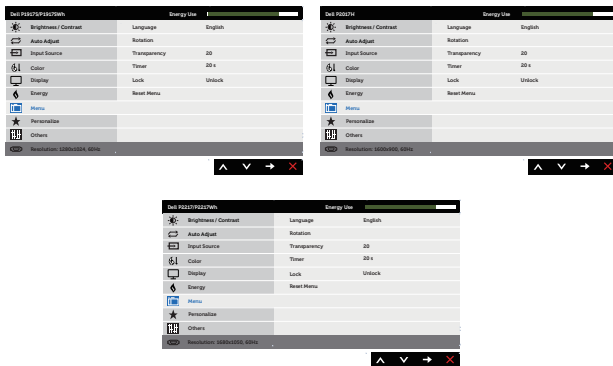 Dell P1917S/P1917SWh Energy Use
Brightness / Contrast Language English
Auto Adjust Rotation
Input Source Transparency 20
Color Timer 20 s
Display Lock Unlock
Energy Reset Menu
Menu
Personalize
Others
Resolution: 1280x1024, 60Hz
Dell P2017H Energy Use
Brightness / Contrast Language English
Auto Adjust Rotation
Input Source Transparency 20
Color Timer 20 s
Display Lock Unlock
Energy Reset Menu
Menu
Personalize
Others
Resolution: 1600x900, 60Hz
Dell P2217/P2217Wh Energy Use
Brightness / Contrast Language English
Auto Adjust Rotation
Input Source Transparency 20
Color Timer 20 s
Display Lock Unlock
Energy Reset Menu
Menu
Personalize
Others
Resolution: 1680x1050, 60Hz